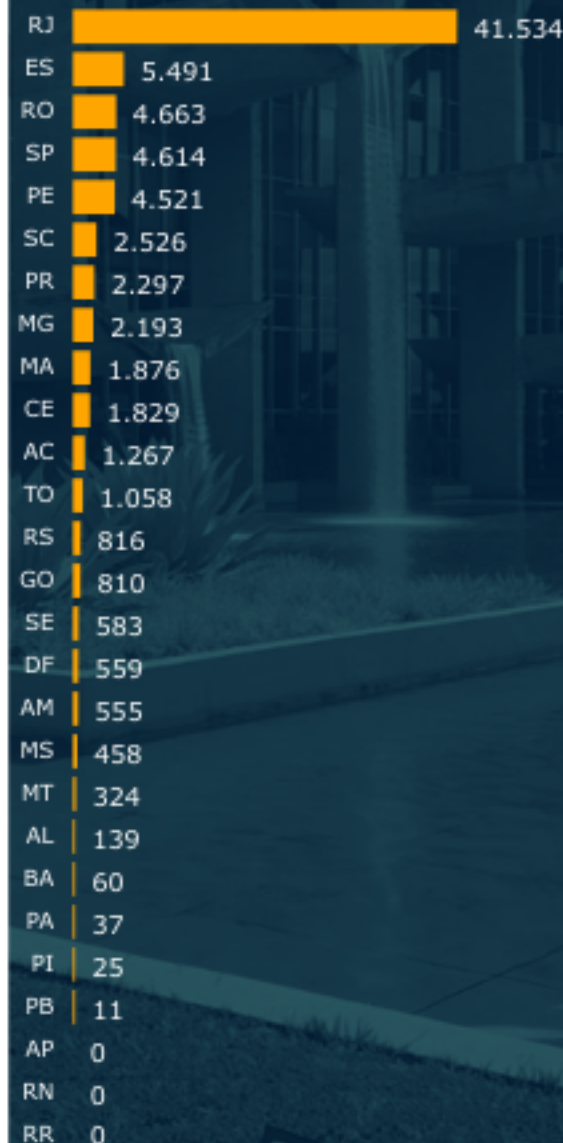 RJ 41.534
ES 5.491
RO 4.663
SP 4.614
PE 4.521
SC 2.526
PR 2.297
MG 2.193
MA 1.876
CE 1.829
AC 1.267
TO 1.058
RS 816
GO 810
SE 583
DF 559
AM 555
MS 458
MT 324
AL 139
BA 60
PA 37
PI 25
PB 11
AP 0
RN 0
RR 0